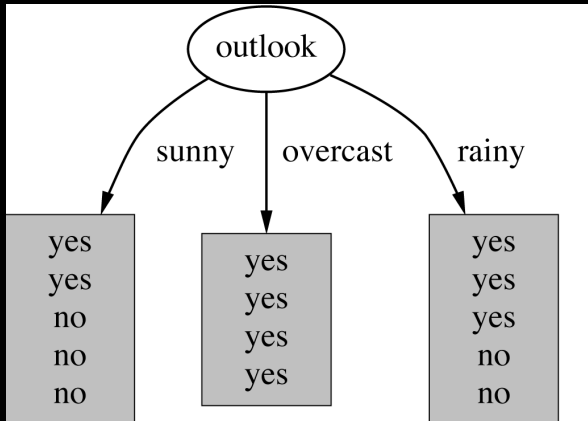 outlook
sunny overcast rainy
yes
yes
no
no
no
yes
yes
yes
yes
yes
yes
yes
no
no